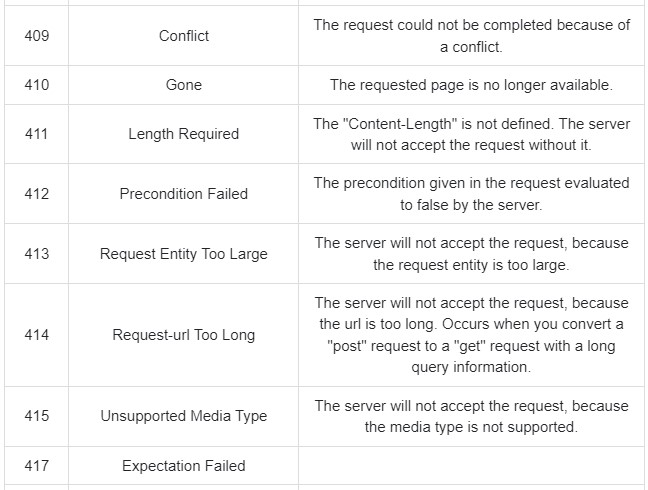 409
Conflict
The request could not be completed because of
a conflict.
410
Gone
The requested page is no longer available.
411
Length Required
The "Content-Length" is not defined. The server
will not accept the request without it.
412
Precondition Failed
The precondition given in the request evaluated
to false by the server.
413
Request Entity Too Large
The server will not accept the request, because
the request entity is too large.
414
Request-url Too Long
The server will not accept the request, because
the url is too long. Occurs when you convert a
"post" request to a "get" request with a long
query information.
415
Unsupported Media Type
The server will not accept the request, because
the media type is not supported.
417
Expectation Failed